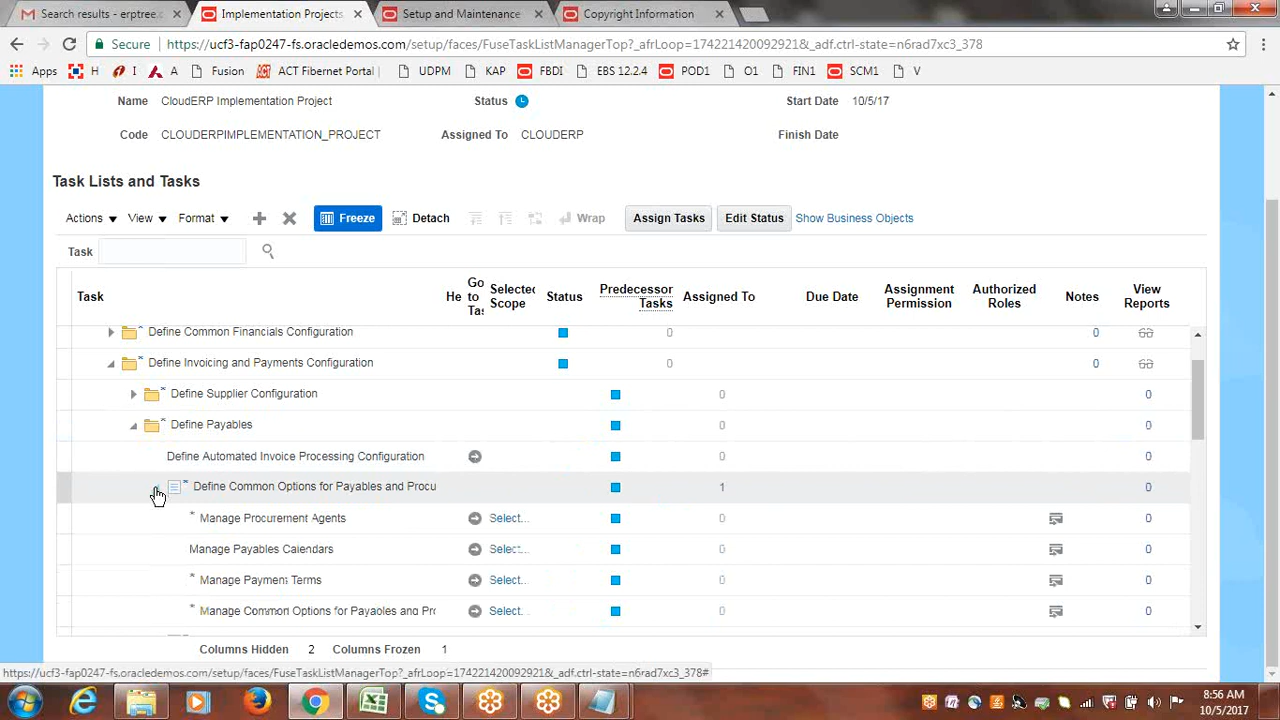 Search results - erptree.c
Implementation Projects
Setup and Maintenance
Copyright Information
Secure
https://ucf3-fap0247-fs.oracledemos.com/setup/faces/FuseTaskListManagerTop?_afrLoop=174221420092921&_adf.ctrl-state=n6rad7xc3_378
Apps H I A Fusion ACT Fibernet Portal UDPM KAP FBDI EBS 12.2.4 POD1 O1 FIN1 SCM1 V
Name CloudERP Implementation Project Status Start Date 10/5/17
Code CLOUDERPIMPLEMENTATION_PROJECT Assigned To CLOUDERP Finish Date
Task Lists and Tasks
Actions View Format Freeze Detach Wrap Assign Tasks Edit Status Show Business Objects
Task
Task He Go to Tas Selected Scope Status Predecessor Tasks Assigned To Due Date Assignment Permission Authorized Roles Notes View Reports
Define Common Financials Configuration 0 0
* Define Invoicing and Payments Configuration 0 0
* Define Supplier Configuration 0 0
* Define Payables 0 0
Define Automated Invoice Processing Configuration 0 0
* Define Common Options for Payables and Procu 1 0
* Manage Procurement Agents Select... 0 0
Manage Payables Calendars Select... 0 0
* Manage Payment Terms Select... 0 0
* Manage Common Options for Payables and Pro Select... 0 0
Columns Hidden 2 Columns Frozen 1
https://ucf3-fap0247-fs.oracledemos.com/setup/faces/FuseTaskListManagerTop?_afrLoop=174221420092921&_adf.ctrl-state=n6rad7xc3_378#
8:56 AM
10/5/2017